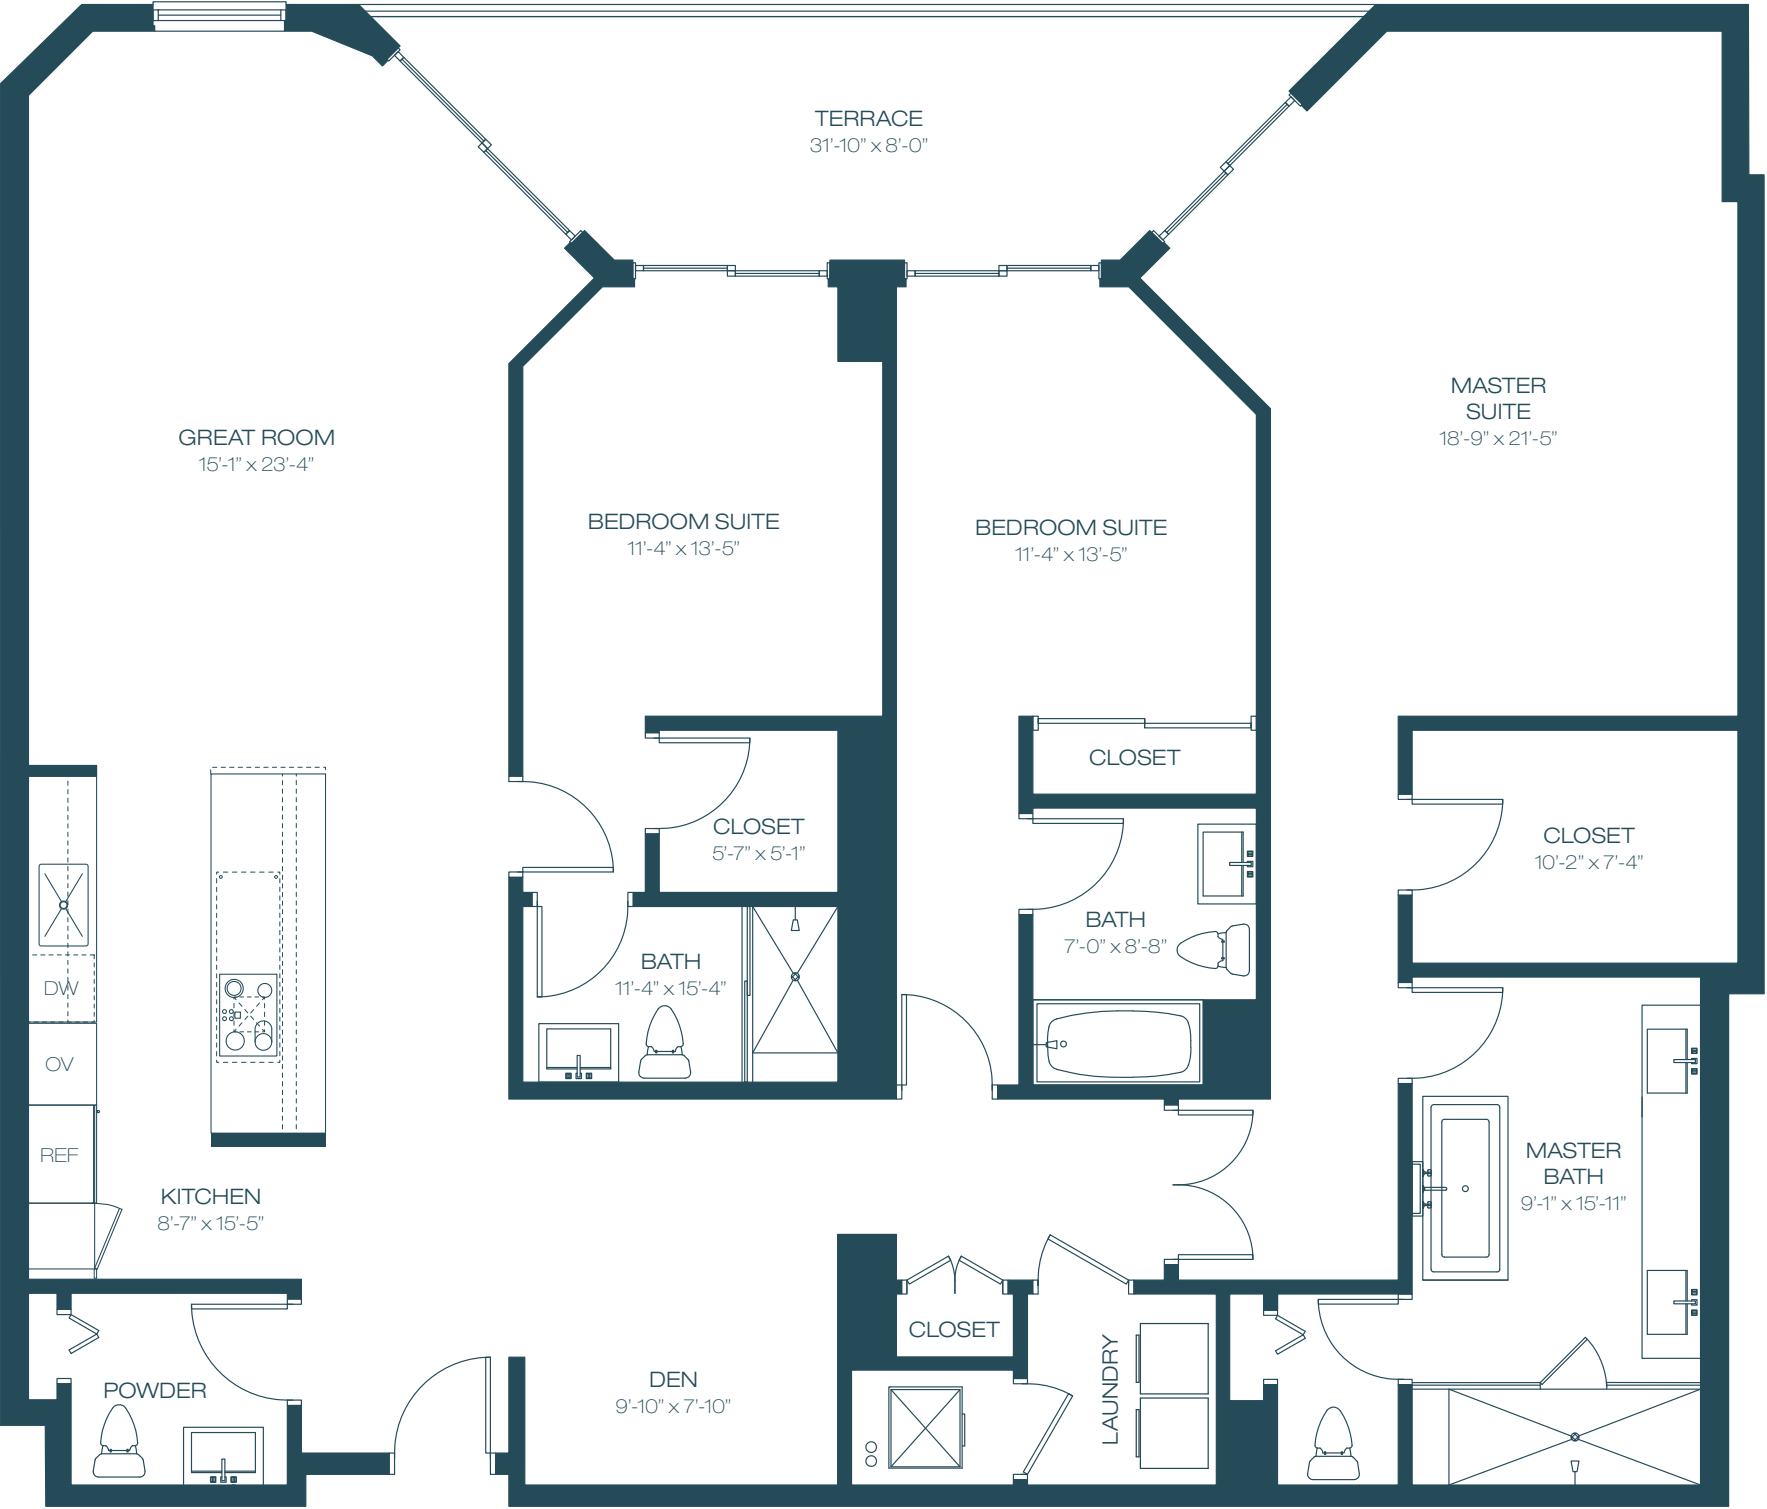 TERRACE
31'-10" x 8'-0"
MASTER
SUITE
18'-9" x 21'-5"
GREAT ROOM
15'-1" x 23'-4"
BEDROOM SUITE
11'-4" x 13'-5"
BEDROOM SUITE
11'-4" x 13'-5"
CLOSET
CLOSET
5'-7" x 5'-1"
CLOSET
10'-2" x 7'-4"
BATH
7'-0" x 8'-8"
BATH
11'-4" x 15'-4"
DW
OV
REF
KITCHEN
8'-7" x 15'-5"
MASTER
BATH
9'-1" x 15'-11"
CLOSET
LAUNDRY
POWDER
DEN
9'-10" x 7'-10"